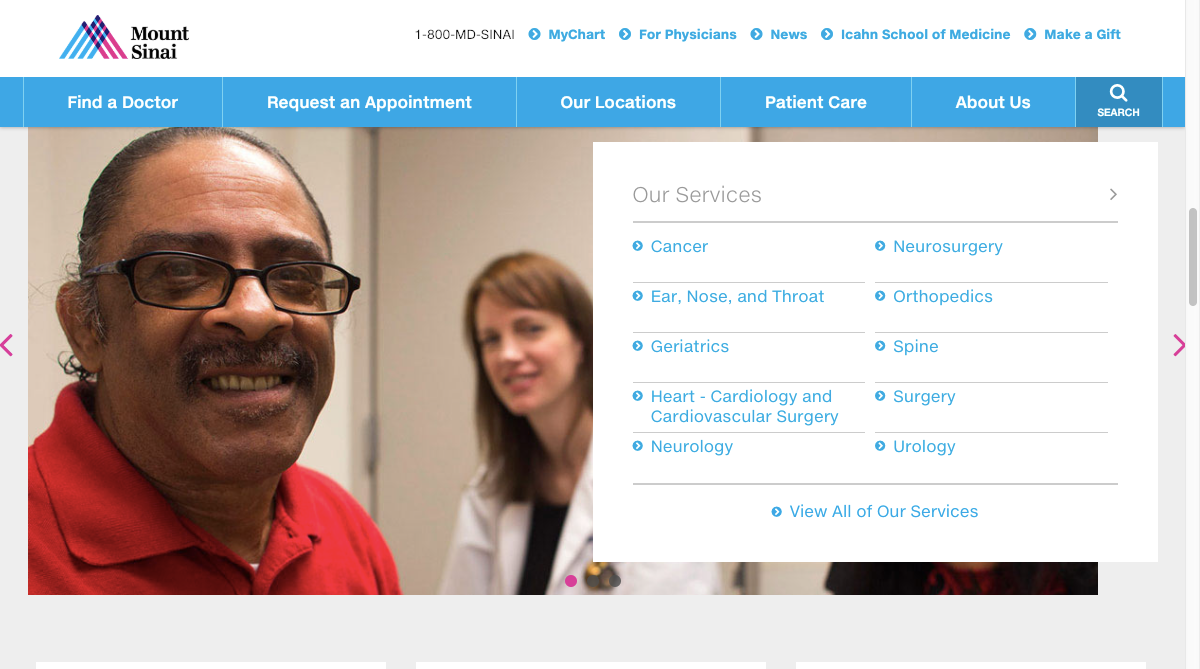 Mount
Sinai
1-800-MD-SINAI
MyChart
For Physicians
News
Icahn School of Medicine
Make a Gift
Find a Doctor
Request an Appointment
Our Locations
Patient Care
About Us
SEARCH
Our Services
Cancer
Neurosurgery
Ear, Nose, and Throat
Orthopedics
Geriatrics
Spine
Heart - Cardiology and
Cardiovascular Surgery
Surgery
Neurology
Urology
View All of Our Services